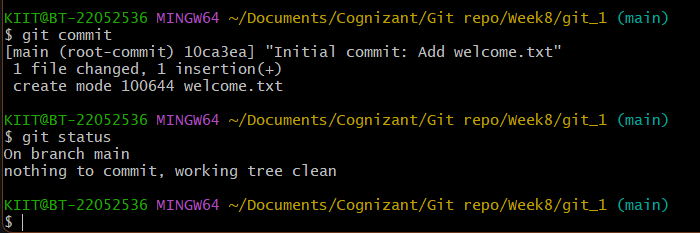 KIIT@BT-22052536 MINGW64 ~/Documents/Cognizant/Git repo/Week8/git_1 (main)
$ git commit
[main (root-commit) 10ca3ea] "Initial commit: Add welcome.txt"
 1 file changed, 1 insertion(+)
 create mode 100644 welcome.txt
KIIT@BT-22052536 MINGW64 ~/Documents/Cognizant/Git repo/Week8/git_1 (main)
$ git status
On branch main
nothing to commit, working tree clean
KIIT@BT-22052536 MINGW64 ~/Documents/Cognizant/Git repo/Week8/git_1 (main)
$